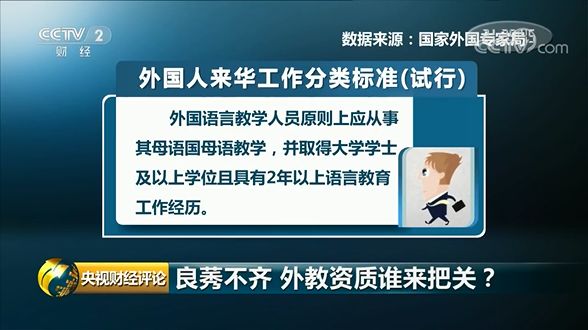 CCTV 2
财经
数据来源：国家外国专家局
CCTV.com
外国人来华工作分类标准(试行)
外国语言教学人员原则上应从事
其母语国母语教学，并取得大学学士
及以上学位且具有2年以上语言教育
工作经历。
央视财经评论
良莠不齐 外教资质谁来把关？